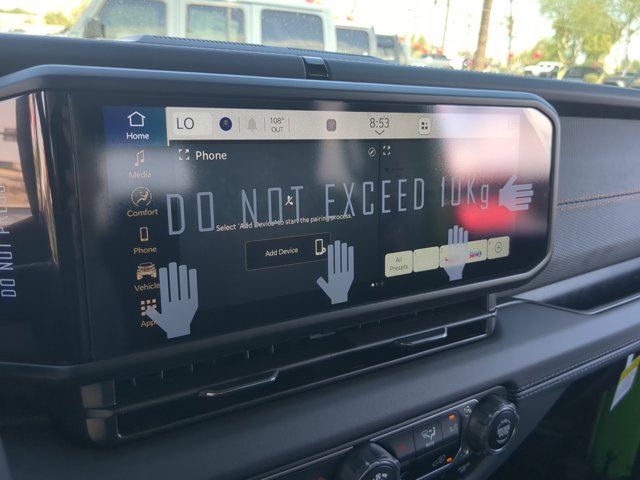 Home
LO
108°
OUT
8:53
Media
Phone
Comfort
DO NOT EXCEED 10Kg
Select 'Add Device' to start the pairing process.
Phone
Add Device
Vehicle
All
Presets
Apps
DO NOT